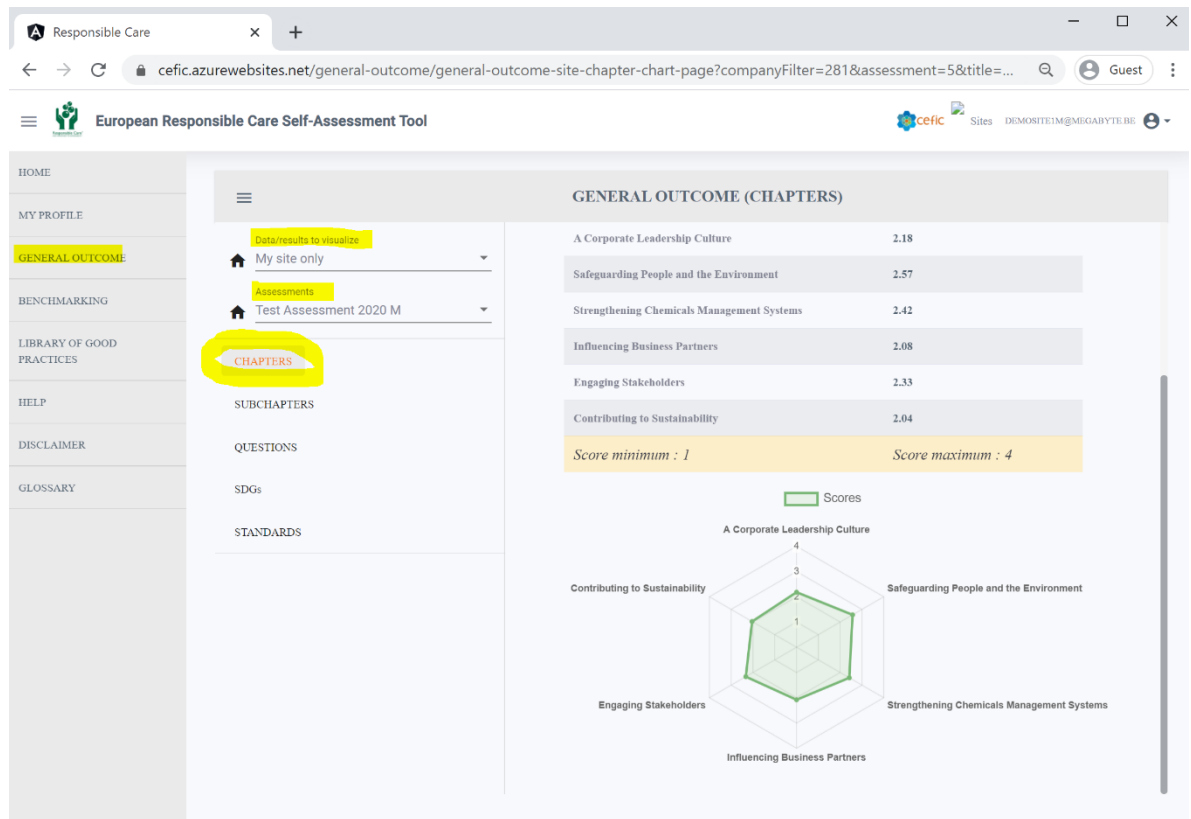 Responsible Care
cefic.azurewebsites.net/general-outcome/general-outcome-site-chapter-chart-page?companyFilter=281&assessment=5&title=...
Guest
Responsible Care
European Responsible Care Self-Assessment Tool
cefic
Sites
DEMOSITE1M@MEGABYTE.BE
HOME
MY PROFILE
GENERAL OUTCOME
BENCHMARKING
LIBRARY OF GOOD
PRACTICES
HELP
DISCLAIMER
GLOSSARY
GENERAL OUTCOME (CHAPTERS)
Data/results to visualize
My site only
Assessments
Test Assessment 2020 M
CHAPTERS
SUBCHAPTERS
QUESTIONS
SDGs
STANDARDS
A Corporate Leadership Culture 2.18
Safeguarding People and the Environment 2.57
Strengthening Chemicals Management Systems 2.42
Influencing Business Partners 2.08
Engaging Stakeholders 2.33
Contributing to Sustainability 2.04
Score minimum : 1 Score maximum : 4
Scores
A Corporate Leadership Culture
4
3
2
1
Contributing to Sustainability
Safeguarding People and the Environment
Engaging Stakeholders
Strengthening Chemicals Management Systems
Influencing Business Partners